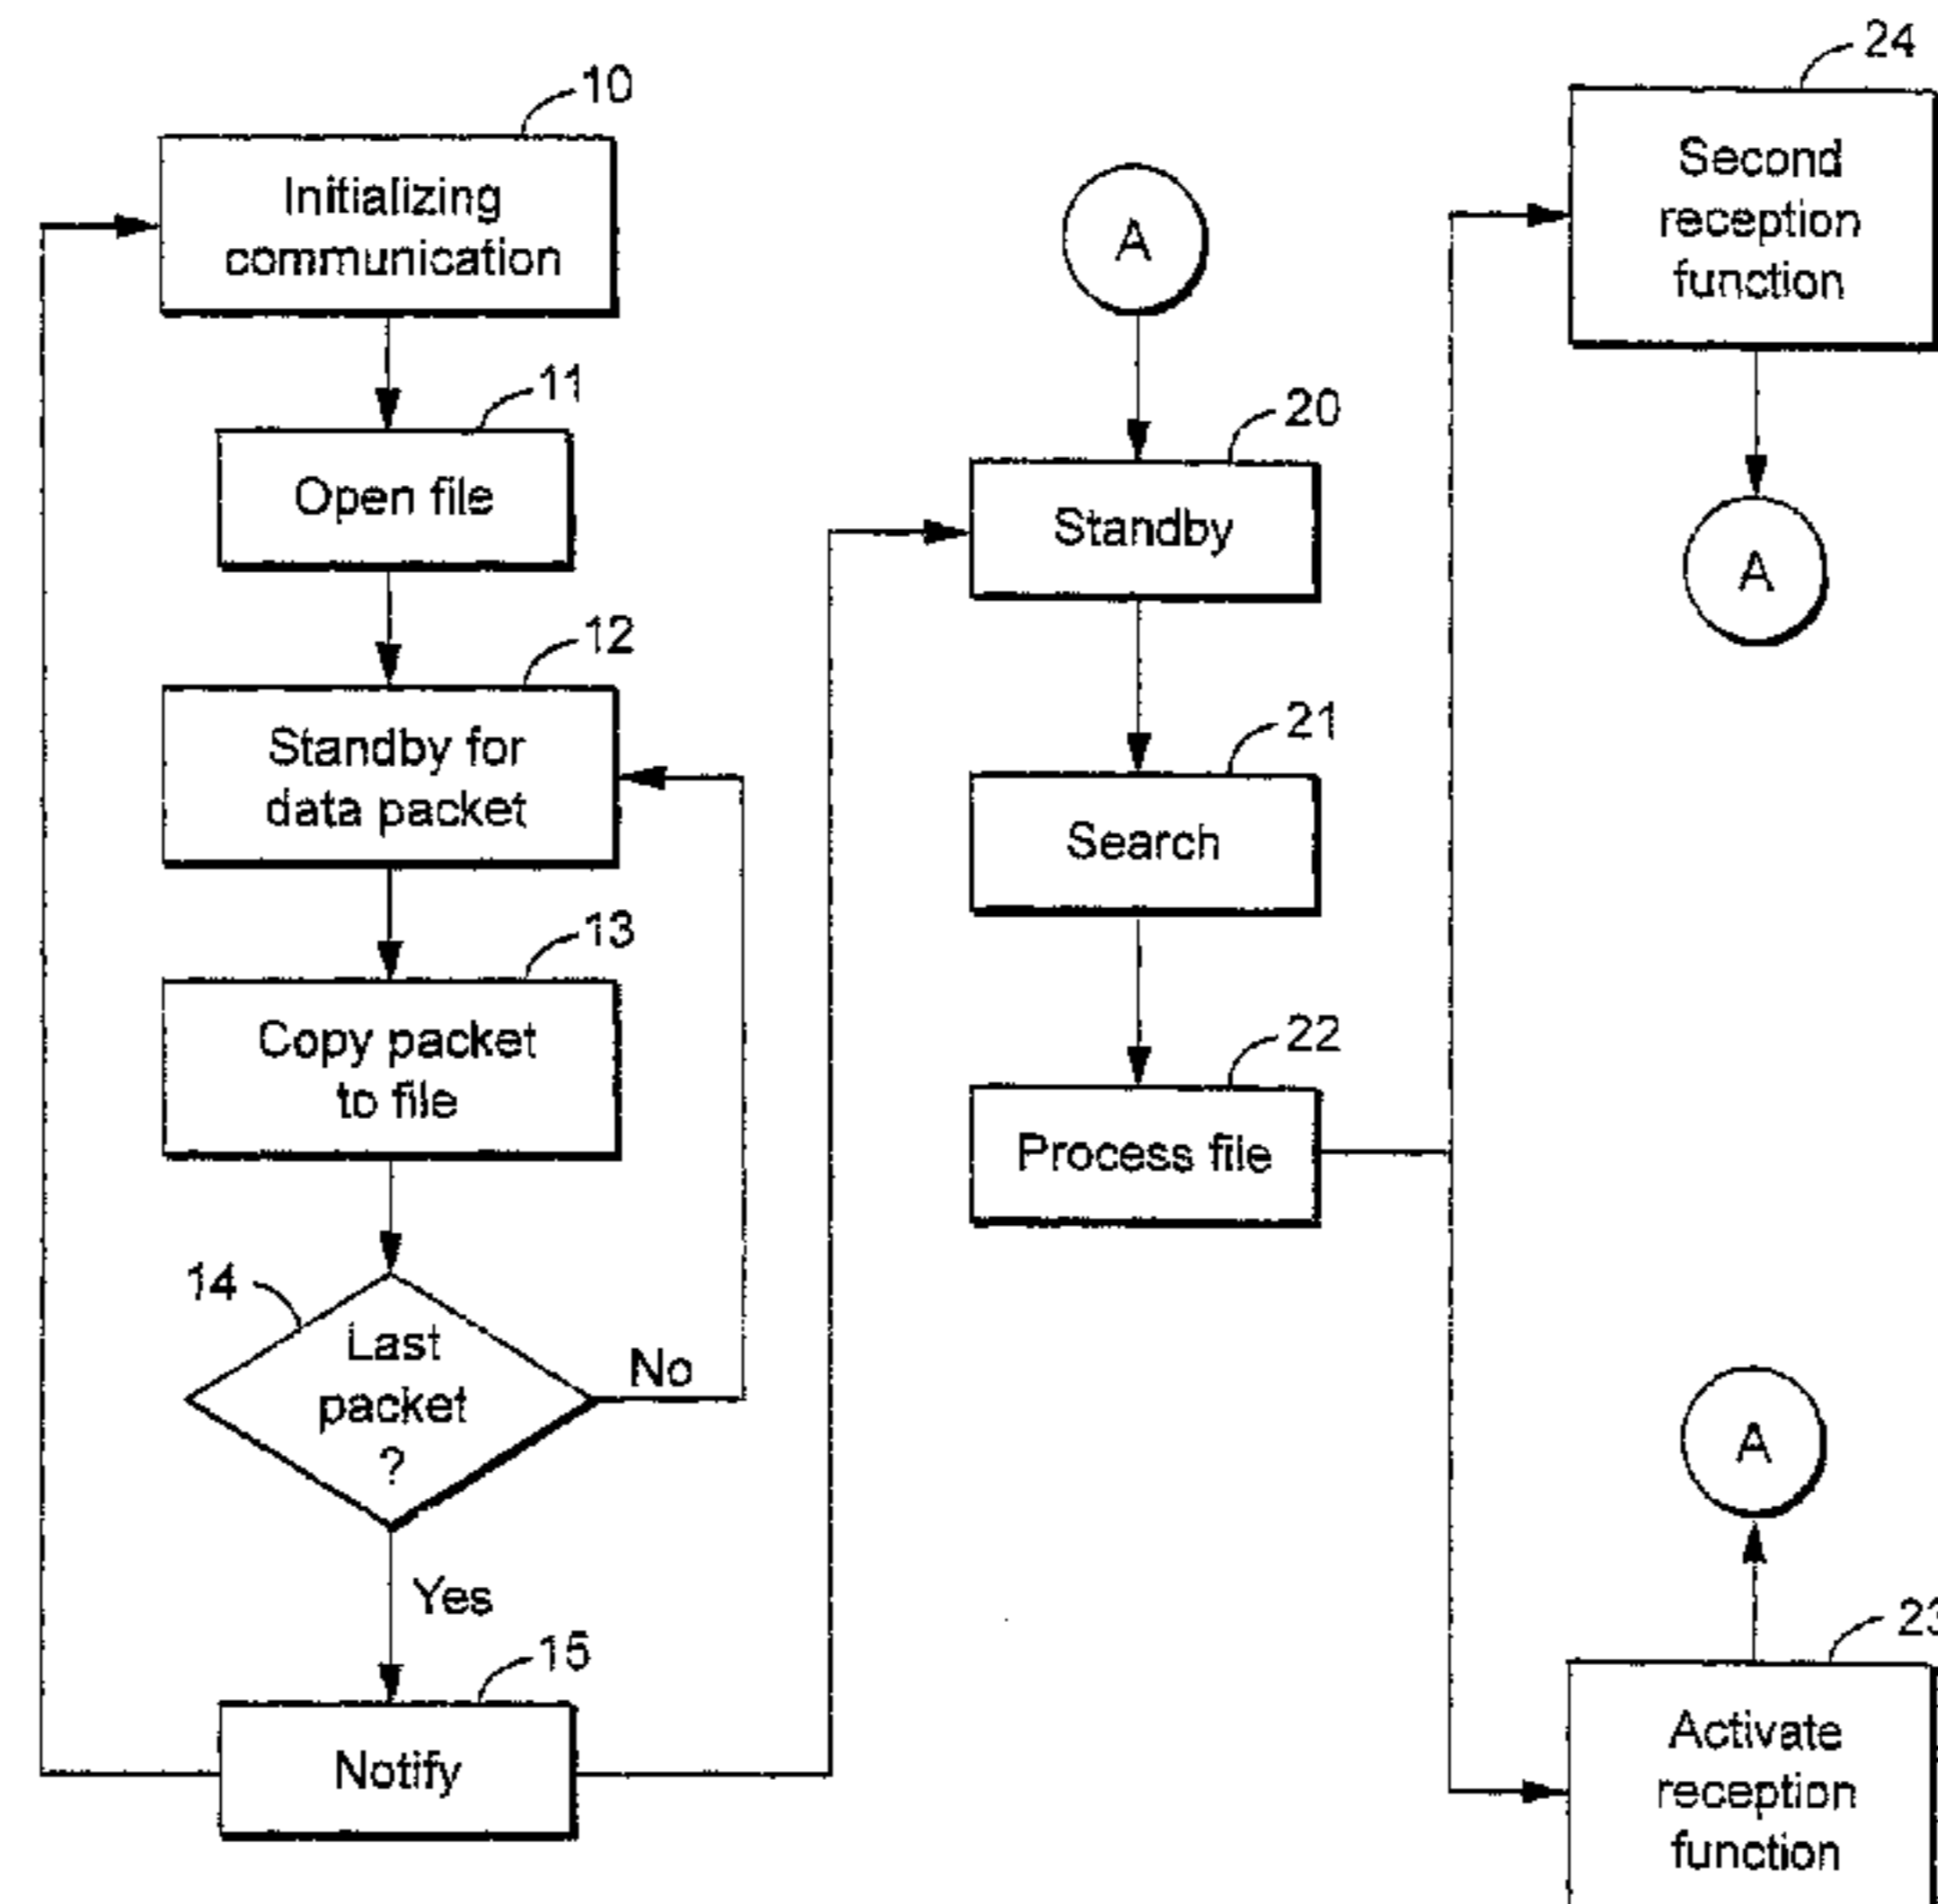 10
Initializing
communication
11
Open file
12
Standby for
data packet
13
Copy packet
to file
14
Last
packet
?
No
Yes
15
Notify
A
20
Standby
21
Search
22
Process file
24
Second
reception
function
A
A
23
Activate
reception
function